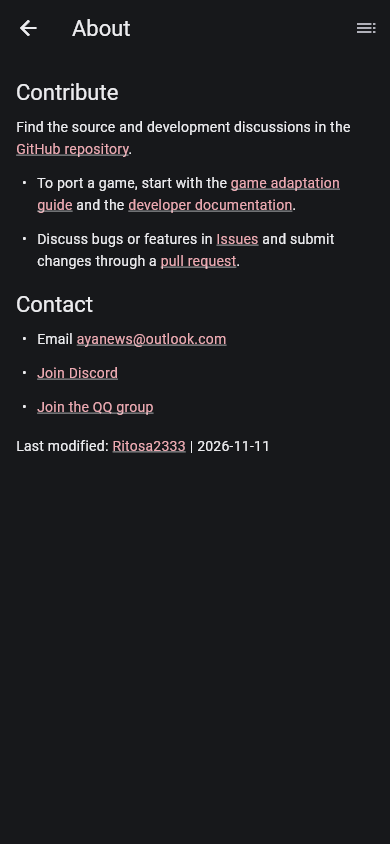 About
Contribute
Find the source and development discussions in the
GitHub repository.
• To port a game, start with the game adaptation
guide and the developer documentation.
• Discuss bugs or features in Issues and submit
changes through a pull request.
Contact
• Email ayanews@outlook.com
• Join Discord
• Join the QQ group
Last modified: Ritosa2333 | 2026-11-11